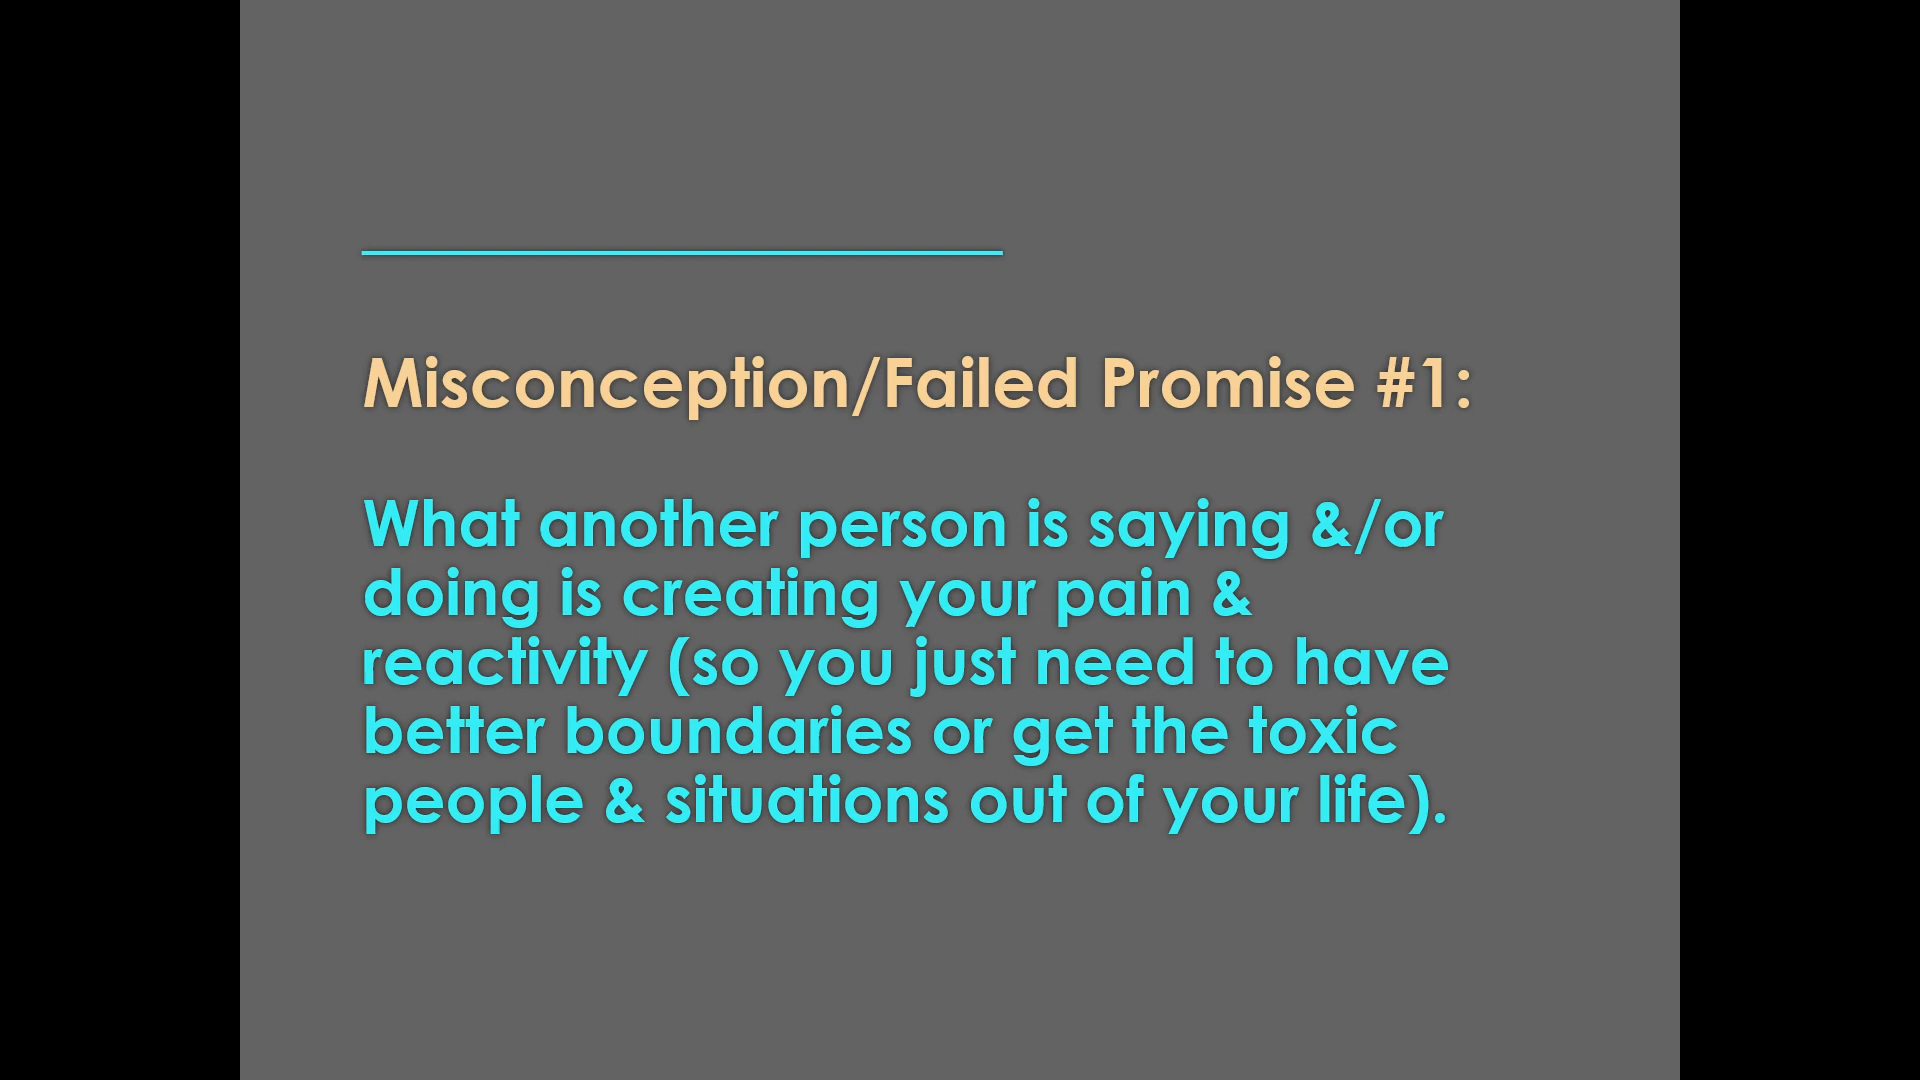 Misconception/Failed Promise #1:
What another person is saying &/or
doing is creating your pain &
reactivity (so you just need to have
better boundaries or get the toxic
people & situations out of your life).